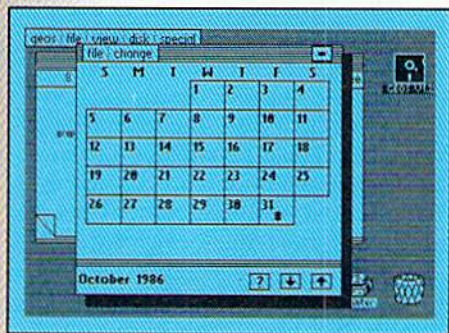 geos file view disk special
file change
S M T W T F S
1 2 3 4
5 6 7 8 9 10 11
12 13 14 15 16 17 18
19 20 21 22 23 24 25
26 27 28 29 30 31
October 1986 ?